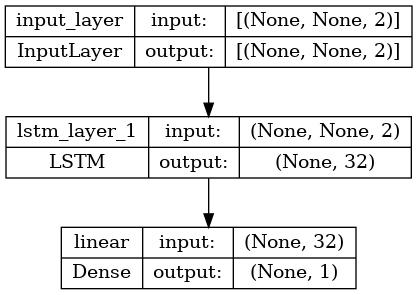 input_layer input: [(None, None, 2)]
InputLayer output: [(None, None, 2)]
lstm_layer_1 input: (None, None, 2)
LSTM output: (None, 32)
linear input: (None, 32)
Dense output: (None, 1)